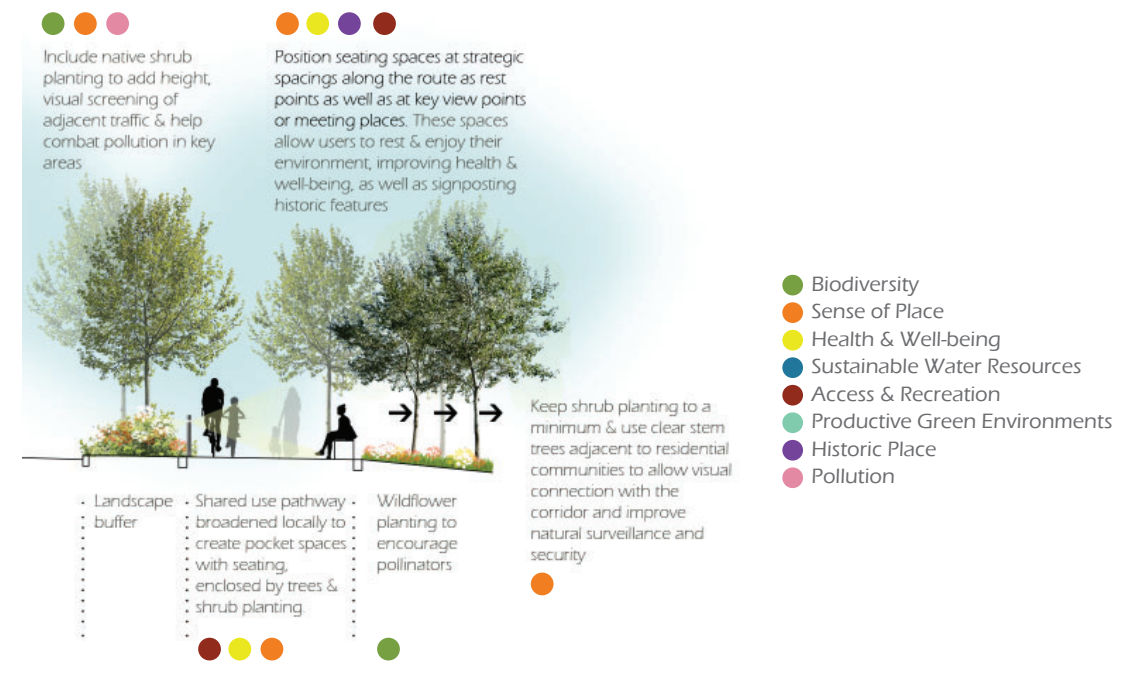 Include native shrub
planting to add height,
visual screening of
adjacent traffic & help
combat pollution in key
areas
Position seating spaces at strategic
spacings along the route as rest
points as well as at key view points
or meeting places. These spaces
allow users to rest & enjoy their
environment, improving health &
well-being, as well as signposting
historic features
Keep shrub planting to a
minimum & use clear stem
trees adjacent to residential
communities to allow visual
connection with the
corridor and improve
natural surveillance and
security
Landscape
buffer
Shared use pathway
broadened locally to
create pocket spaces
with seating,
enclosed by trees &
shrub planting.
Wildflower
planting to
encourage
pollinators
Biodiversity
Sense of Place
Health & Well-being
Sustainable Water Resources
Access & Recreation
Productive Green Environments
Historic Place
Pollution